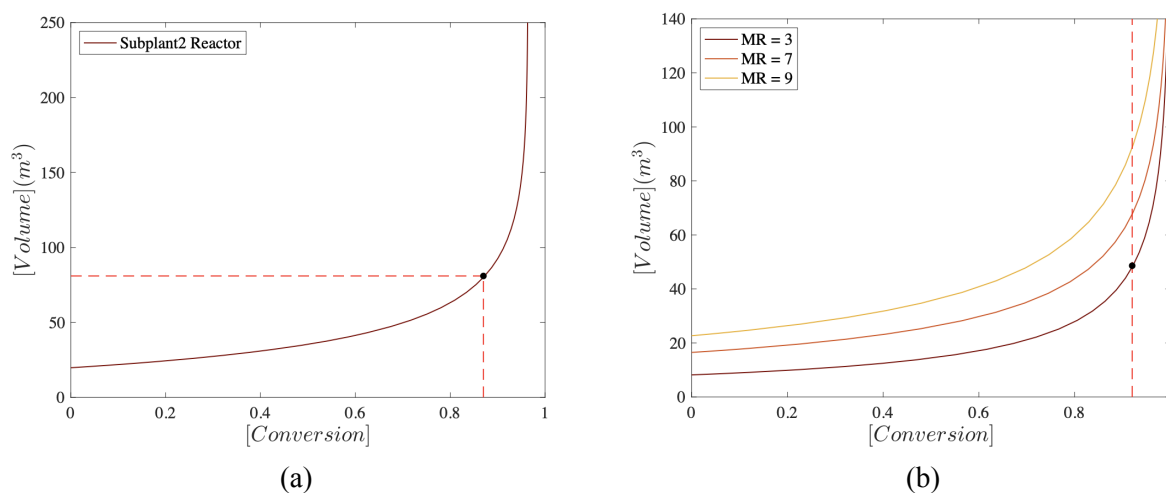 250
200
150
100
50
0
[Volume](m³)
Subplant2 Reactor
0 0.2 0.4 0.6 0.8 1
[Conversion]
(a)
140
120
100
80
60
40
20
0
[Volume](m³)
MR = 3
MR = 7
MR = 9
0 0.2 0.4 0.6 0.8
[Conversion]
(b)